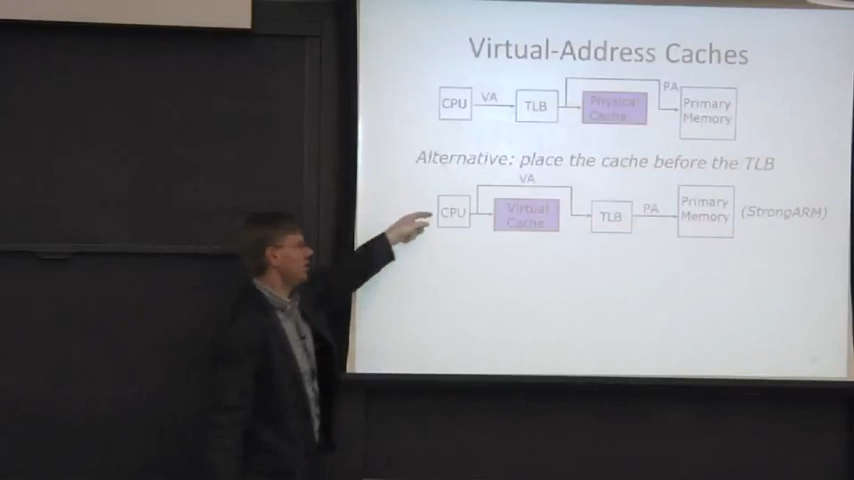 Virtual-Address Caches
CPU
VA
TLB
Physical
Cache
PA
Primary
Memory
Alternative: place the cache before the TLB
VA
CPU
Virtual
Cache
TLB
PA
Primary
Memory
(StrongARM)